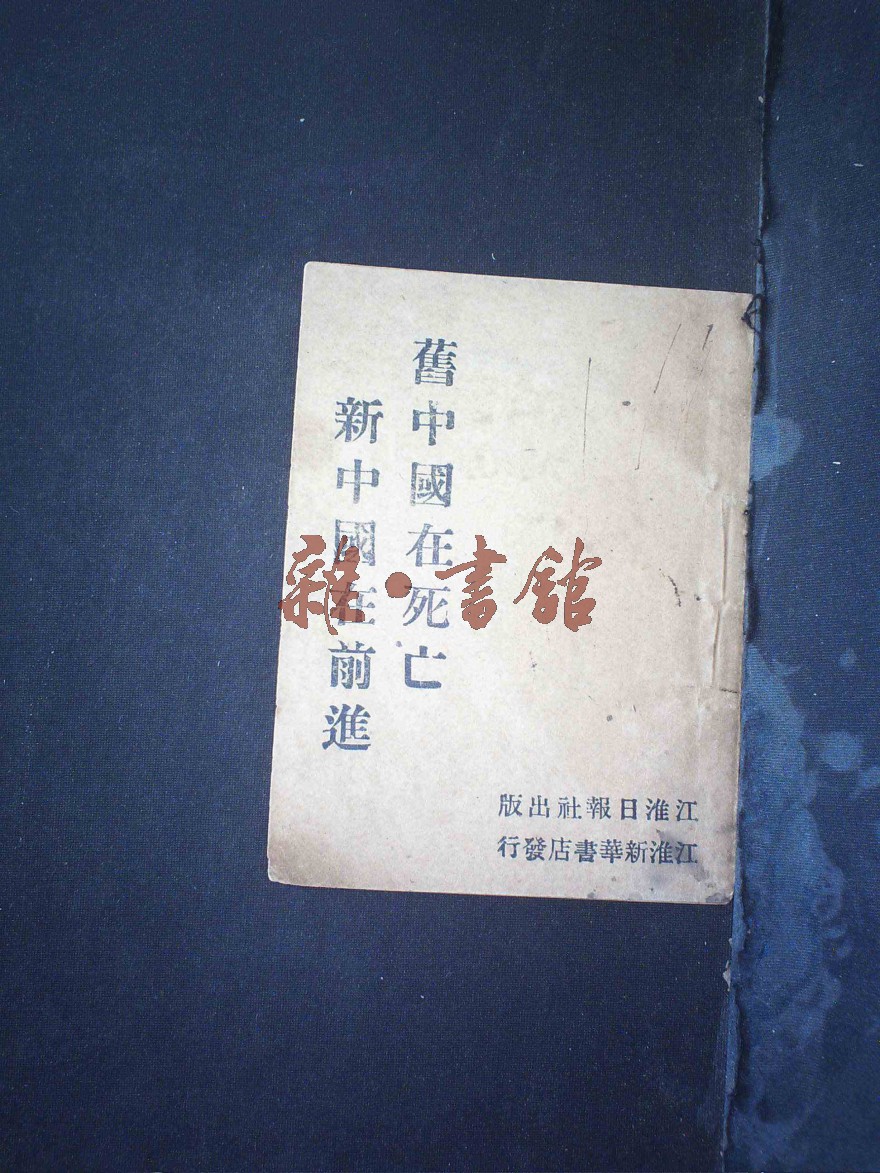 舊中國在死亡
新中國在前進
雜·書館
江淮日報社出版
江淮新華書店發行